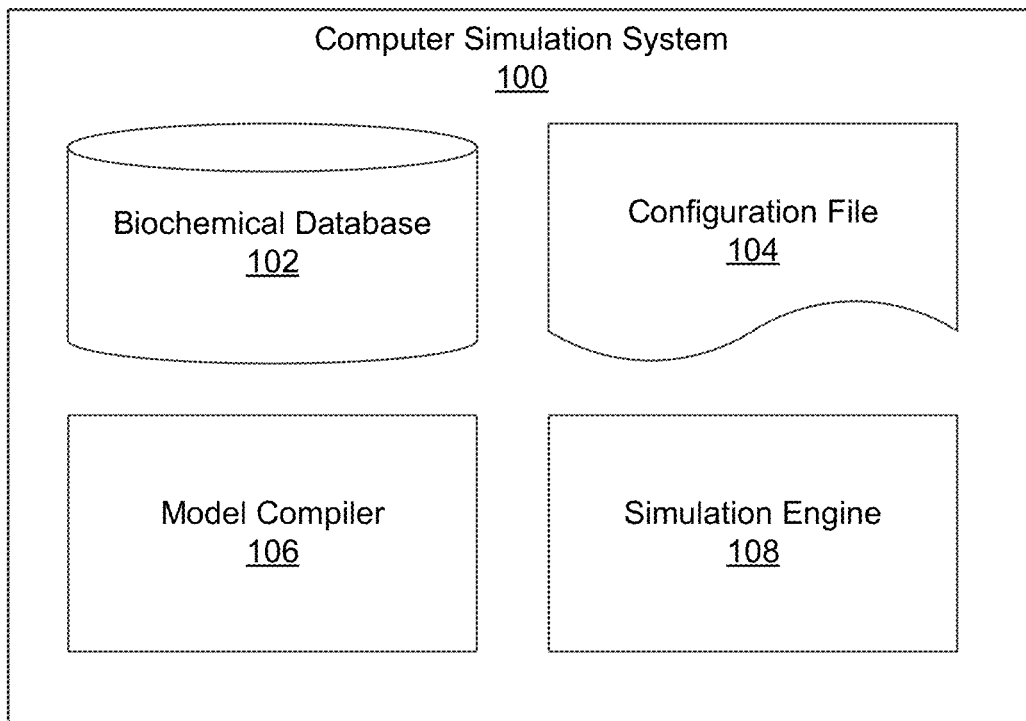 Computer Simulation System
100
Biochemical Database
102
Configuration File
104
Model Compiler
106
Simulation Engine
108